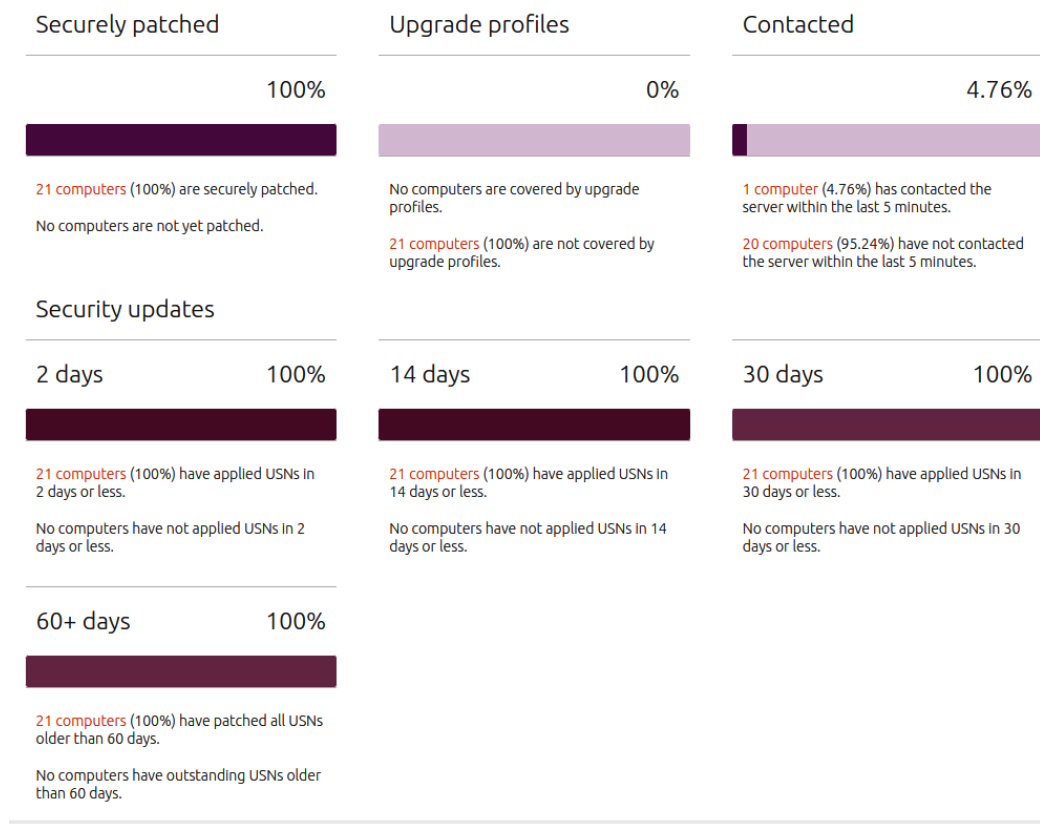 Securely patched
100%
21 computers (100%) are securely patched.
No computers are not yet patched.
Upgrade profiles
0%
No computers are covered by upgrade
profiles.
21 computers (100%) are not covered by
upgrade profiles.
Contacted
4.76%
1 computer (4.76%) has contacted the
server within the last 5 minutes.
20 computers (95.24%) have not contacted
the server within the last 5 minutes.
Security updates
2 days 100%
21 computers (100%) have applied USNs in
2 days or less.
No computers have not applied USNs in 2
days or less.
14 days 100%
21 computers (100%) have applied USNs in
14 days or less.
No computers have not applied USNs in 14
days or less.
30 days 100%
21 computers (100%) have applied USNs in
30 days or less.
No computers have not applied USNs in 30
days or less.
60+ days 100%
21 computers (100%) have patched all USNs
older than 60 days.
No computers have outstanding USNs older
than 60 days.